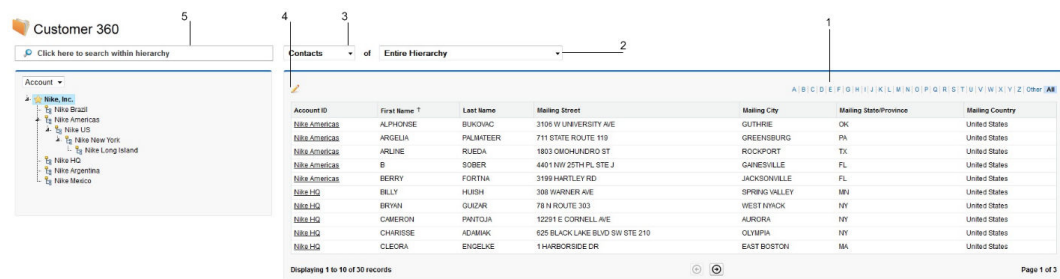 5
4
3
2
1
Customer 360
Click here to search within hierarchy
Contacts of Entire Hierarchy
Account
Nike, Inc.
Nike Brazil
Nike Americas
Nike US
Nike New York
Nike Long Island
Nike HQ
Nike Argentina
Nike Mexico
A | B | C | D | E | F | G | H | I | J | K | L | M | N | O | P | Q | R | S | T | U | V | W | X | Y | Z | Other All
Account ID First Name ↑ Last Name Mailing Street Mailing City Mailing State/Province Mailing Country
Nike Americas ALPHONSE BUKOVAC 3106 W UNIVERSITY AVE GUTHRIE OK United States
Nike Americas ARGELIA PALMATEER 711 STATE ROUTE 119 GREENSBURG PA United States
Nike Americas ARLINE RUEDA 1803 OMOHUNDRO ST ROCKPORT TX United States
Nike Americas B SOBER 4401 NW 25TH PL STE J GAINESVILLE FL United States
Nike Americas BERRY FORTNA 3199 HARTLEY RD JACKSONVILLE FL United States
Nike HQ BILLY HUISH 308 WARNER AVE SPRING VALLEY MN United States
Nike HQ BRYAN GUIZAR 78 N ROUTE 303 WEST NYACK NY United States
Nike HQ CAMERON PANTOJA 12291 E CORNELL AVE AURORA NY United States
Nike HQ CHARISSE ADAMIAK 625 BLACK LAKE BLVD SW STE 210 OLYMPIA NY United States
Nike HQ CLEORA ENGELKE 1 HARBORSIDE DR EAST BOSTON MA United States
Displaying 1 to 10 of 30 records Page 1 of 3